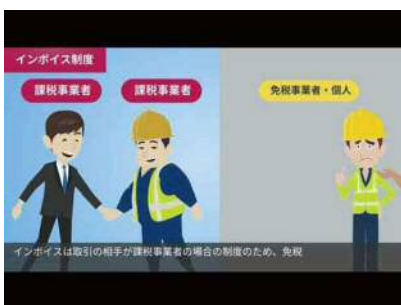 インボイス制度
課税事業者
課税事業者
免税事業者・個人
インボイスは取引の相手が課税事業者の場合の制度のため、免税